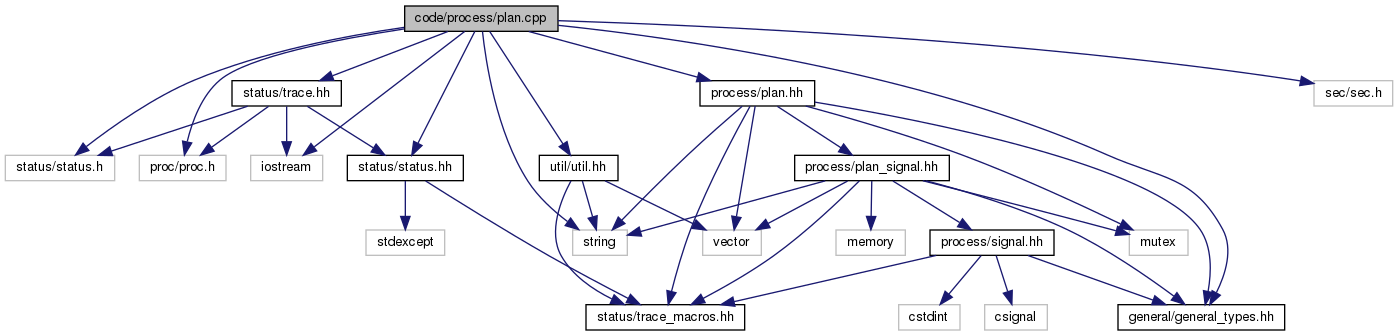 code/process/plan.cpp
status/trace.hh
process/plan.hh
sec/sec.h
status/status.h
proc/proc.h
iostream
status/status.hh
util/util.hh
process/plan_signal.hh
stdexcept
string
vector
memory
process/signal.hh
mutex
status/trace_macros.hh
cstdint
csignal
general/general_types.hh